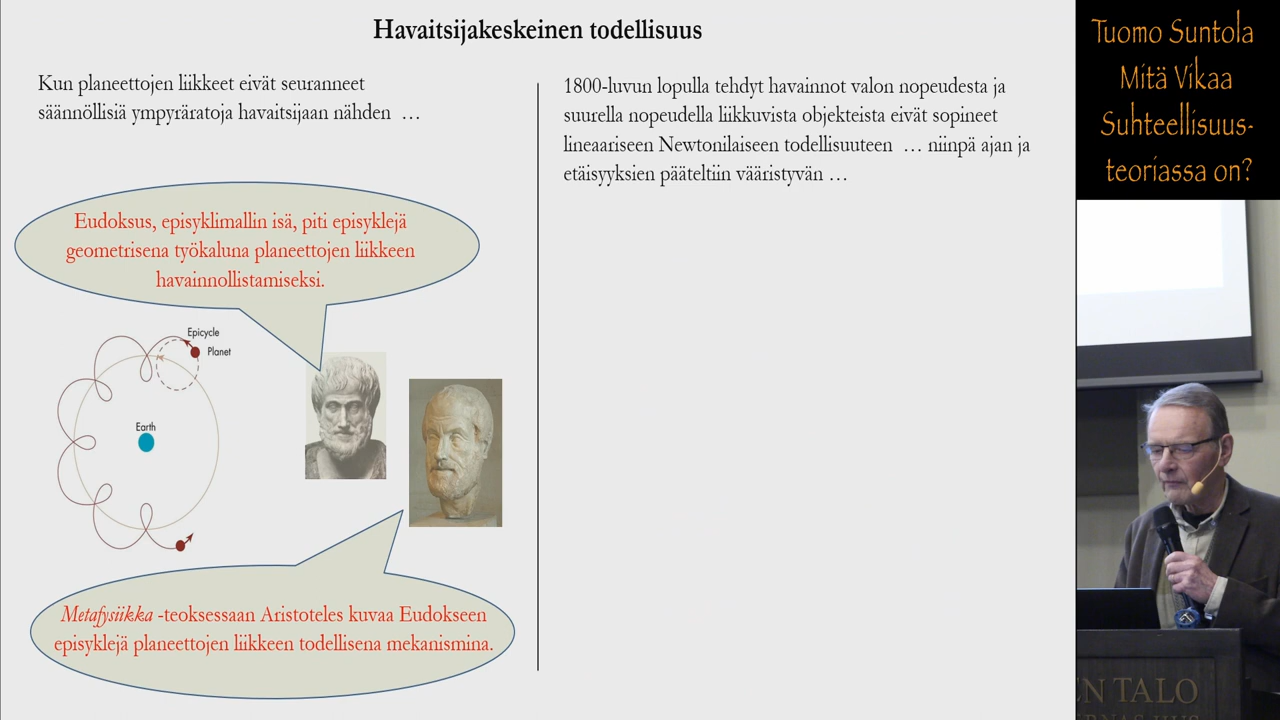 Havaitsijakeskeinen todellisuus
Kun planeettojen liikkeet eivät seuranneet
säännöllisiä ympyräratoja havaitsijaan nähden …
Eudoksus, episyklimallin isä, piti episyklejä
geometrisena työkaluna planeettojen liikkeen
havainnollistamiseksi.
Epicycle
Planet
Earth
Metafysiikka -teoksessaan Aristoteles kuvaa Eudokseen
episyklejä planeettojen liikkeen todellisena mekanismina.
1800-luvun lopulla tehdyt havainnot valon nopeudesta ja
suurella nopeudella liikkuvista objekteista eivät sopineet
lineaariseen Newtonilaiseen todellisuuteen … niinpä ajan ja
etäisyyksien pääteltiin vääristyvän …
Tuomo Suntola
Mitä Vikaa
Suhteellisuus-
teoriassa on?
EN TALO